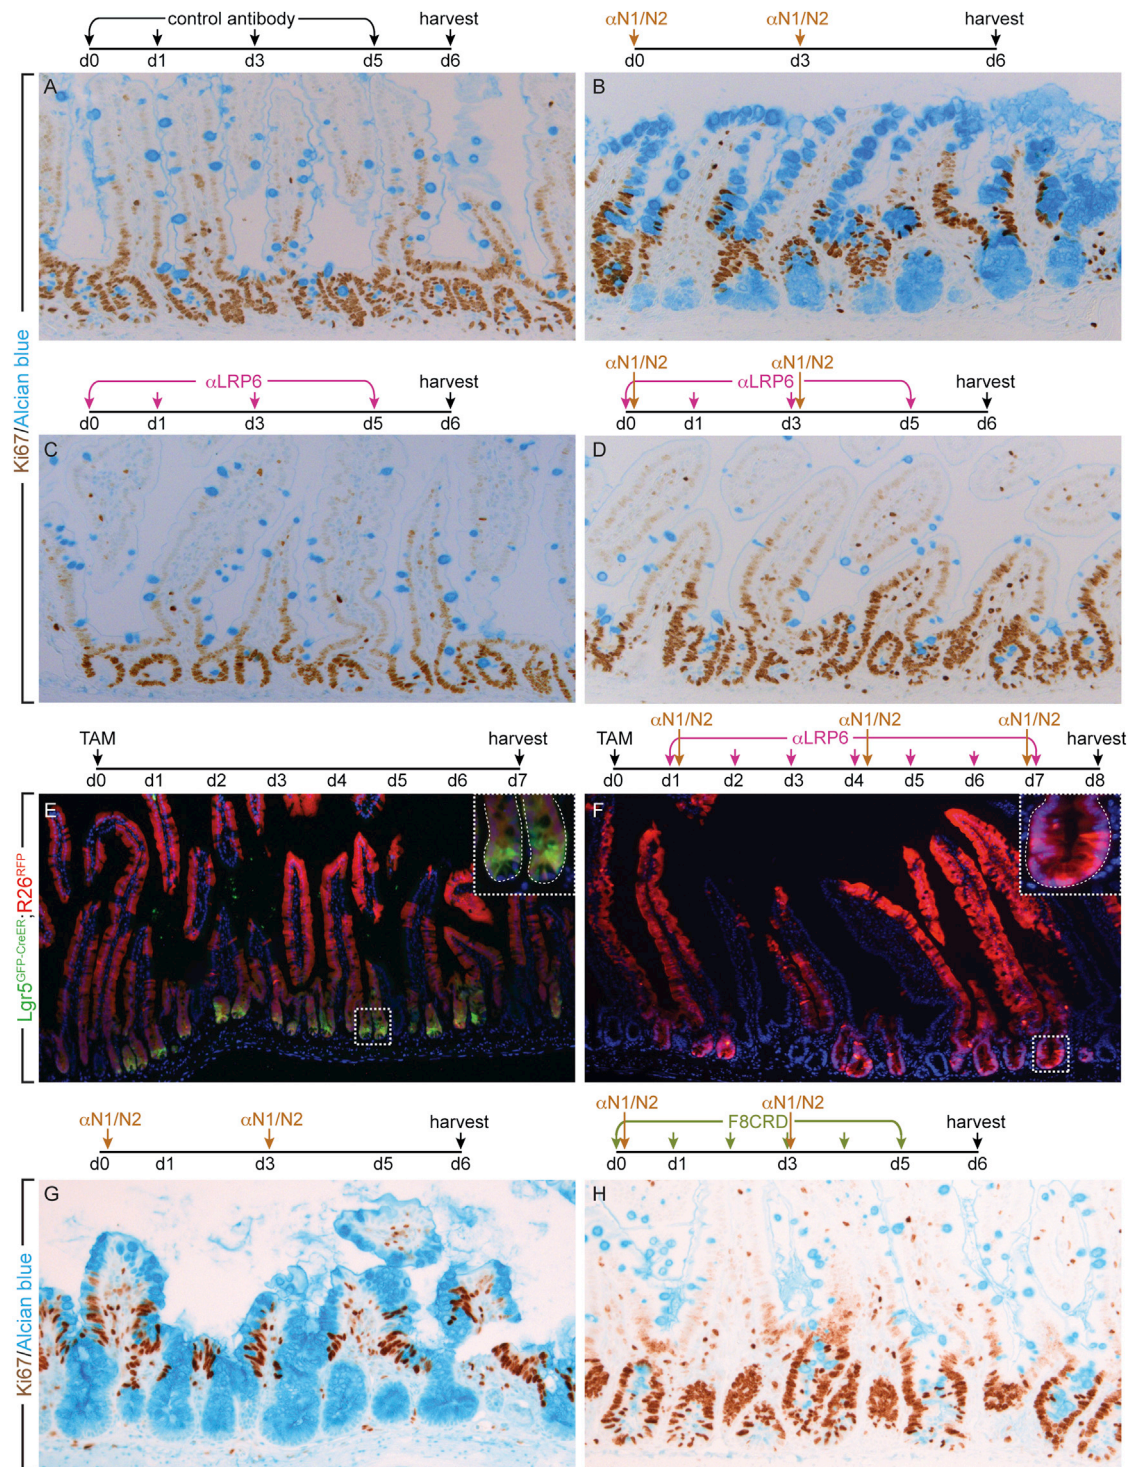 control antibody harvest
d0 d1 d3 d5 d6
αN1/N2 αN1/N2 harvest
d0 d3 d6
A
B
Ki67/Alcian blue
αLRP6 harvest
d0 d1 d3 d5 d6
αN1/N2 αN1/N2
αLRP6 harvest
d0 d1 d3 d5 d6
C
D
TAM harvest
d0 d1 d2 d3 d4 d5 d6 d7
αN1/N2 αN1/N2 αN1/N2
TAM αLRP6 harvest
d0 d1 d2 d3 d4 d5 d6 d7 d8
E
F
Lgr5GFP-CreER;R26RFP
αN1/N2 αN1/N2 harvest
d0 d1 d3 d5 d6
αN1/N2 αN1/N2
F8CRD harvest
d0 d1 d3 d5 d6
G
H
Ki67/Alcian blue